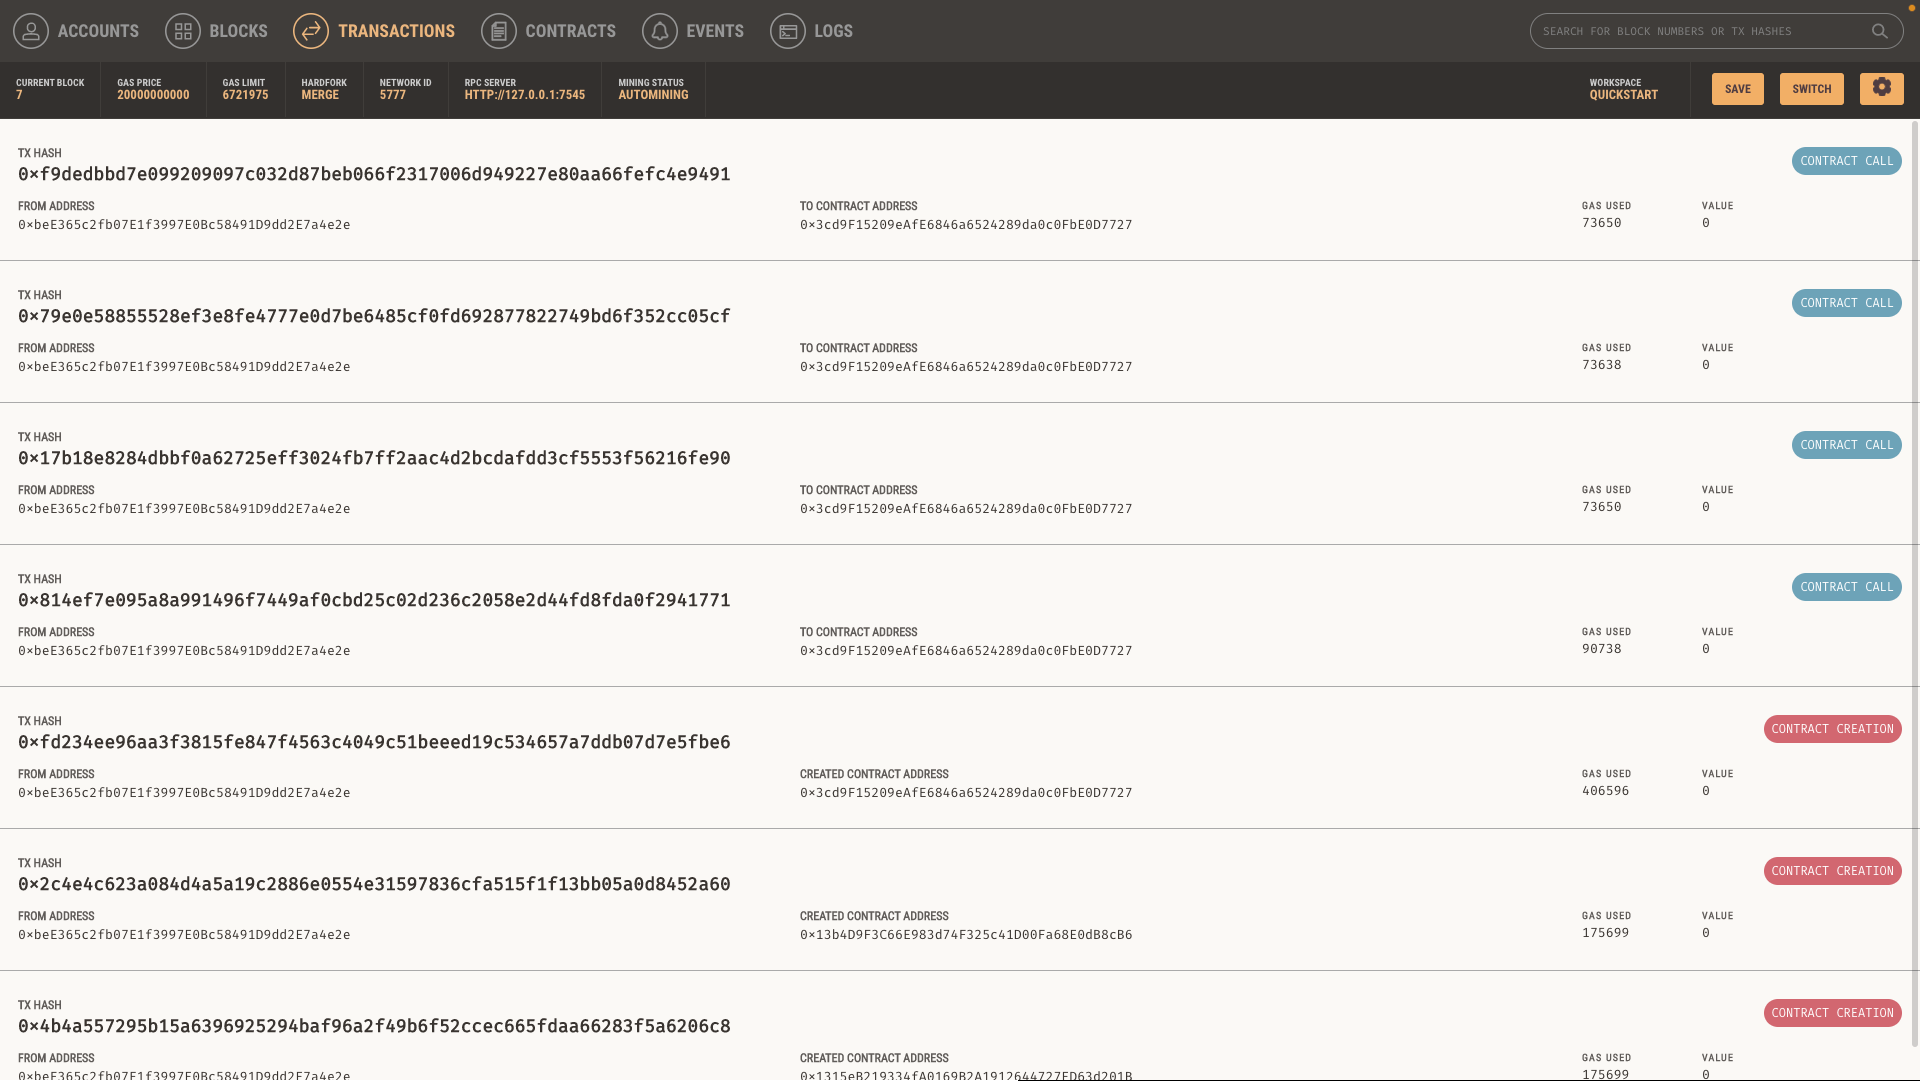 ACCOUNTS BLOCKS TRANSACTIONS CONTRACTS EVENTS LOGS SEARCH FOR BLOCK NUMBERS OR TX HASHES
CURRENT BLOCK GAS PRICE GAS LIMIT HARDFORK NETWORK ID RPC SERVER MINING STATUS WORKSPACE
7 20000000000 6721975 MERGE 5777 HTTP://127.0.0.1:7545 AUTOMINING QUICKSTART SAVE SWITCH
TX HASH
0×f9dedbbd7e099209097c032d87beb066f2317006d949227e80aa66fefc4e9491 CONTRACT CALL
FROM ADDRESS TO CONTRACT ADDRESS GAS USED VALUE
0×beE365c2fb07E1f3997E0Bc58491D9dd2E7a4e2e 0×3cd9F15209eAfE6846a6524289da0c0FbE0D7727 73650 0
TX HASH
0×79e0e58855528ef3e8fe4777e0d7be6485cf0fd692877822749bd6f352cc05cf CONTRACT CALL
FROM ADDRESS TO CONTRACT ADDRESS GAS USED VALUE
0×beE365c2fb07E1f3997E0Bc58491D9dd2E7a4e2e 0×3cd9F15209eAfE6846a6524289da0c0FbE0D7727 73638 0
TX HASH
0×17b18e8284dbbf0a62725eff3024fb7ff2aac4d2bcdafdd3cf5553f56216fe90 CONTRACT CALL
FROM ADDRESS TO CONTRACT ADDRESS GAS USED VALUE
0×beE365c2fb07E1f3997E0Bc58491D9dd2E7a4e2e 0×3cd9F15209eAfE6846a6524289da0c0FbE0D7727 73650 0
TX HASH
0×814ef7e095a8a991496f7449af0cbd25c02d236c2058e2d44fd8fda0f2941771 CONTRACT CALL
FROM ADDRESS TO CONTRACT ADDRESS GAS USED VALUE
0×beE365c2fb07E1f3997E0Bc58491D9dd2E7a4e2e 0×3cd9F15209eAfE6846a6524289da0c0FbE0D7727 90738 0
TX HASH
0×fd234ee96aa3f3815fe847f4563c4049c51beeed19c534657a7ddb07d7e5fbe6 CONTRACT CREATION
FROM ADDRESS CREATED CONTRACT ADDRESS GAS USED VALUE
0×beE365c2fb07E1f3997E0Bc58491D9dd2E7a4e2e 0×3cd9F15209eAfE6846a6524289da0c0FbE0D7727 406596 0
TX HASH
0×2c4e4c623a084d4a5a19c2886e0554e31597836cfa515f1f13bb05a0d8452a60 CONTRACT CREATION
FROM ADDRESS CREATED CONTRACT ADDRESS GAS USED VALUE
0×beE365c2fb07E1f3997E0Bc58491D9dd2E7a4e2e 0×13b4D9F3C66E983d74F325c41D00Fa68E0dB8cB6 175699 0
TX HASH
0×4b4a557295b15a6396925294baf96a2f49b6f52ccec665fdaa66283f5a6206c8 CONTRACT CREATION
FROM ADDRESS CREATED CONTRACT ADDRESS GAS USED VALUE
0×beE365c2fb07E1f3997E0Bc58491D9dd2E7a4e2e 0×1315eB219334fA0169B2A1912644727ED63d201B 175699 0